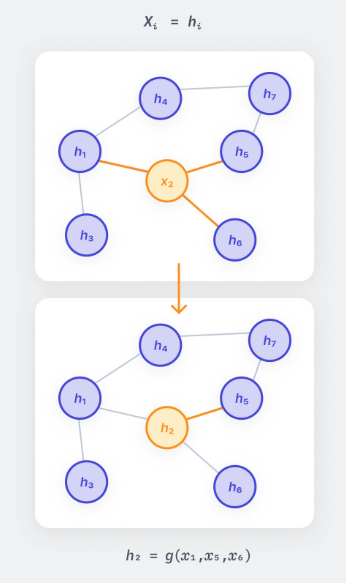 Xᵢ = hᵢ
h₄
h₇
h₁
h₅
x₂
h₃
h₆
h₄
h₇
h₁
h₅
h₂
h₃
h₆
h₂ = g(x₁,x₅,x₆)